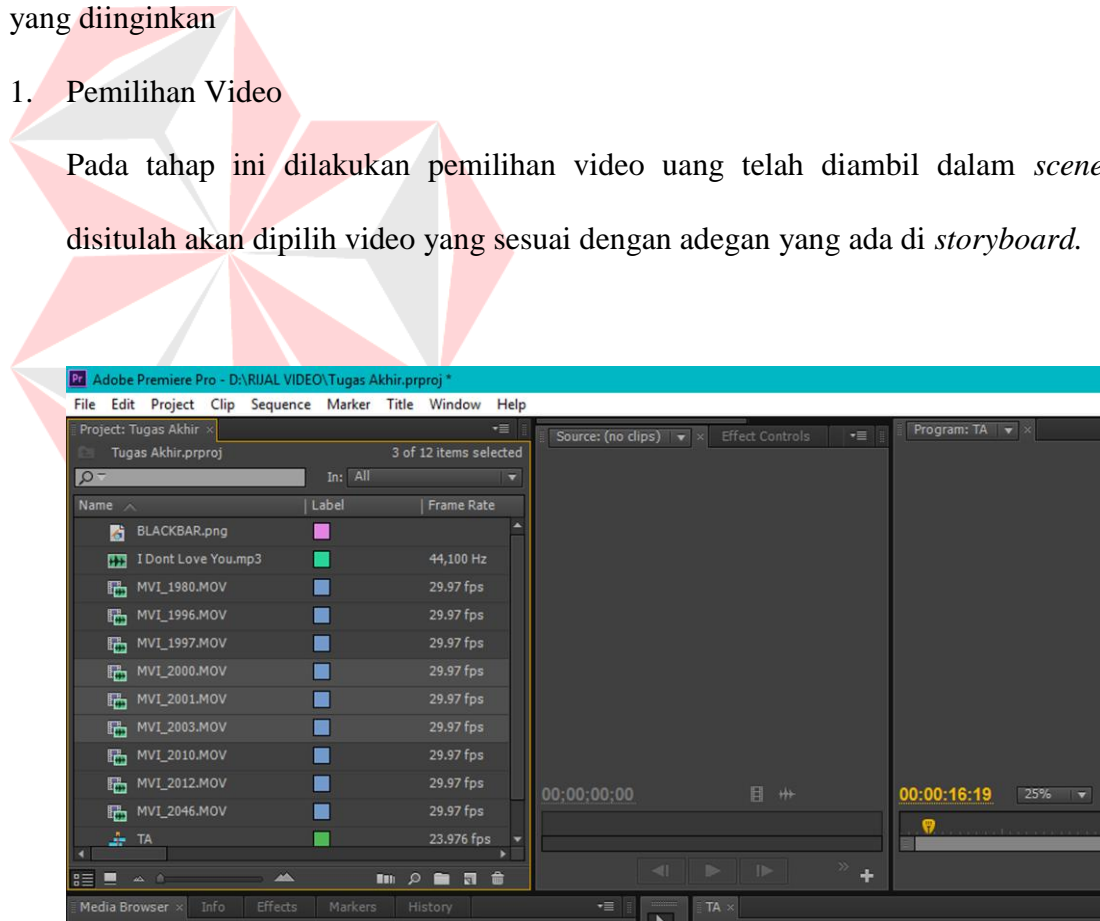 yang diinginkan
1. Pemilihan Video
Pada tahap ini dilakukan pemilihan video uang telah diambil dalam scene
disitulah akan dipilih video yang sesuai dengan adegan yang ada di storyboard.
Pr Adobe Premiere Pro - D:\RIJAL VIDEO\Tugas Akhir.prproj *
File Edit Project Clip Sequence Marker Title Window Help
Project: Tugas Akhir × Source: (no clips) × Effect Controls Program: TA ×
Tugas Akhir.prproj 3 of 12 items selected
In: All
Name Label Frame Rate
BLACKBAR.png
I Dont Love You.mp3 44,100 Hz
MVI_1980.MOV 29.97 fps
MVI_1996.MOV 29.97 fps
MVI_1997.MOV 29.97 fps
MVI_2000.MOV 29.97 fps
MVI_2001.MOV 29.97 fps
MVI_2003.MOV 29.97 fps
MVI_2010.MOV 29.97 fps
MVI_2012.MOV 29.97 fps
MVI_2046.MOV 29.97 fps
TA 23.976 fps
00;00;00;00 00:00:16:19 25%
Media Browser × Info Effects Markers History TA ×